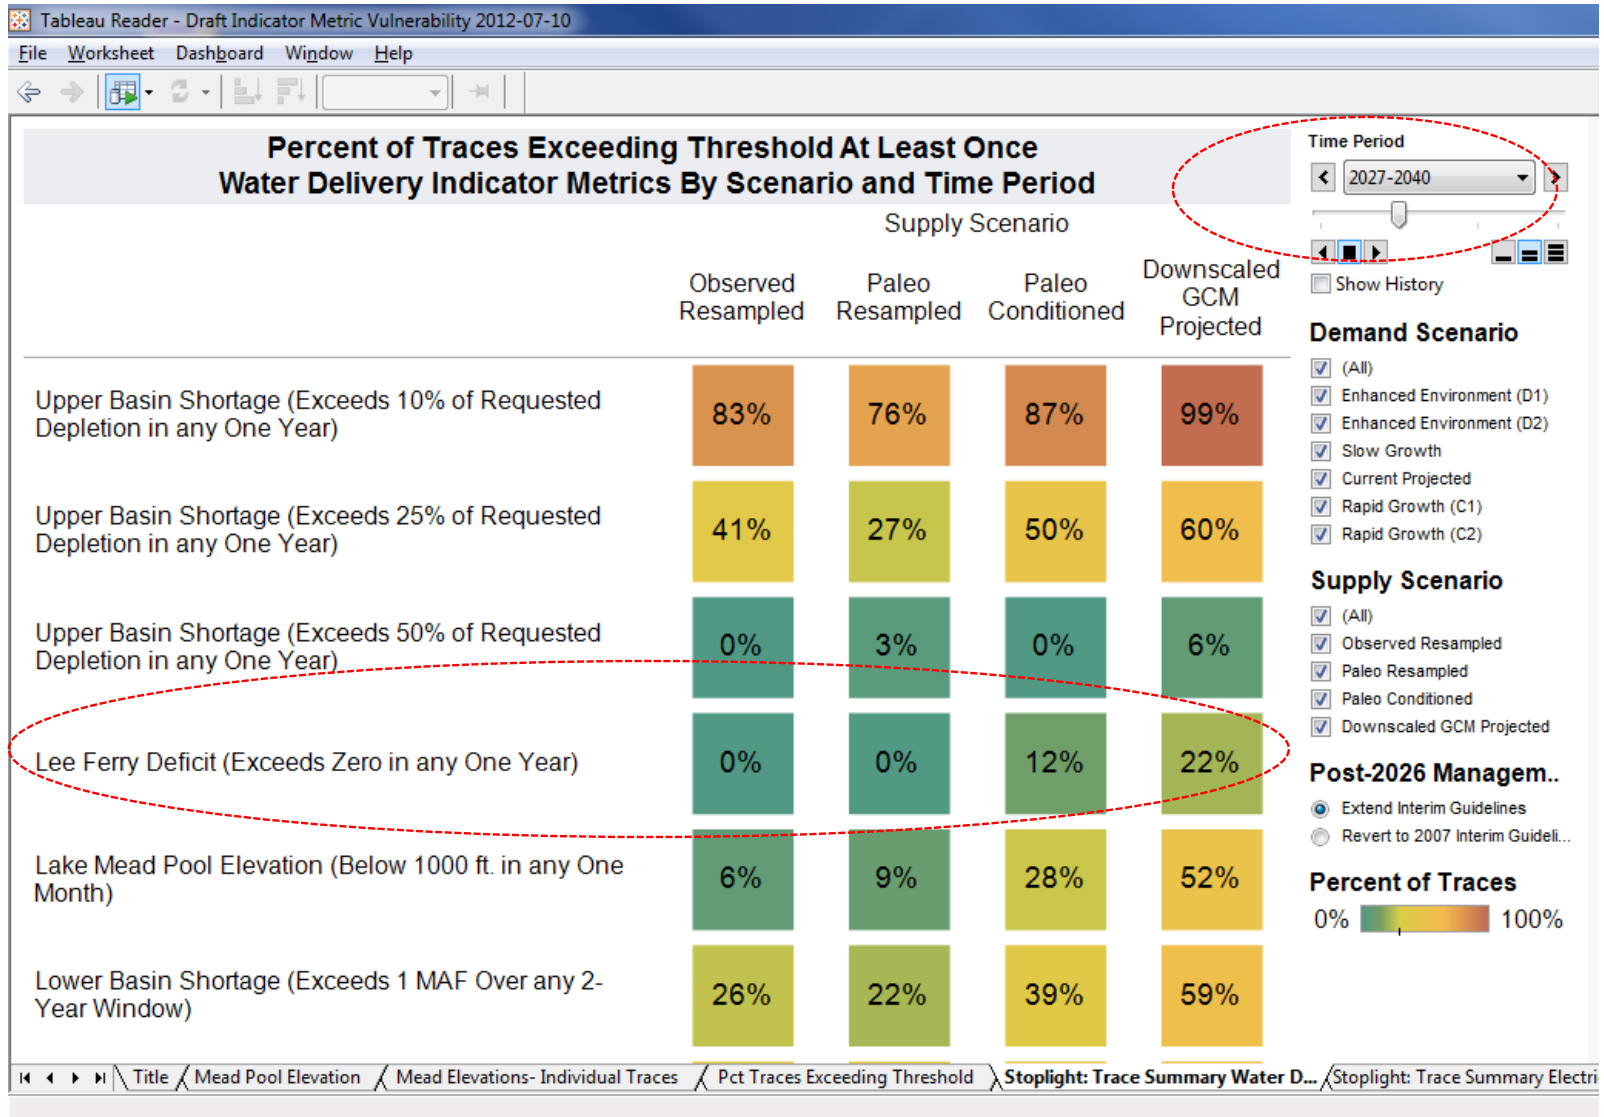 Tableau Reader - Draft Indicator Metric Vulnerability 2012-07-10
File Worksheet Dashboard Window Help
Percent of Traces Exceeding Threshold At Least Once
Water Delivery Indicator Metrics By Scenario and Time Period
Supply Scenario
Observed
Resampled
Paleo
Resampled
Paleo
Conditioned
Downscaled
GCM
Projected
Upper Basin Shortage (Exceeds 10% of Requested
Depletion in any One Year)
83% 76% 87% 99%
Upper Basin Shortage (Exceeds 25% of Requested
Depletion in any One Year)
41% 27% 50% 60%
Upper Basin Shortage (Exceeds 50% of Requested
Depletion in any One Year)
0% 3% 0% 6%
Lee Ferry Deficit (Exceeds Zero in any One Year)
0% 0% 12% 22%
Lake Mead Pool Elevation (Below 1000 ft. in any One
Month)
6% 9% 28% 52%
Lower Basin Shortage (Exceeds 1 MAF Over any 2-
Year Window)
26% 22% 39% 59%
Time Period
2027-2040
Show History
Demand Scenario
(All)
Enhanced Environment (D1)
Enhanced Environment (D2)
Slow Growth
Current Projected
Rapid Growth (C1)
Rapid Growth (C2)
Supply Scenario
(All)
Observed Resampled
Paleo Resampled
Paleo Conditioned
Downscaled GCM Projected
Post-2026 Managem..
Extend Interim Guidelines
Revert to 2007 Interim Guideli...
Percent of Traces
0% 100%
Title Mead Pool Elevation Mead Elevations- Individual Traces Pct Traces Exceeding Threshold Stoplight: Trace Summary Water D... Stoplight: Trace Summary Electri